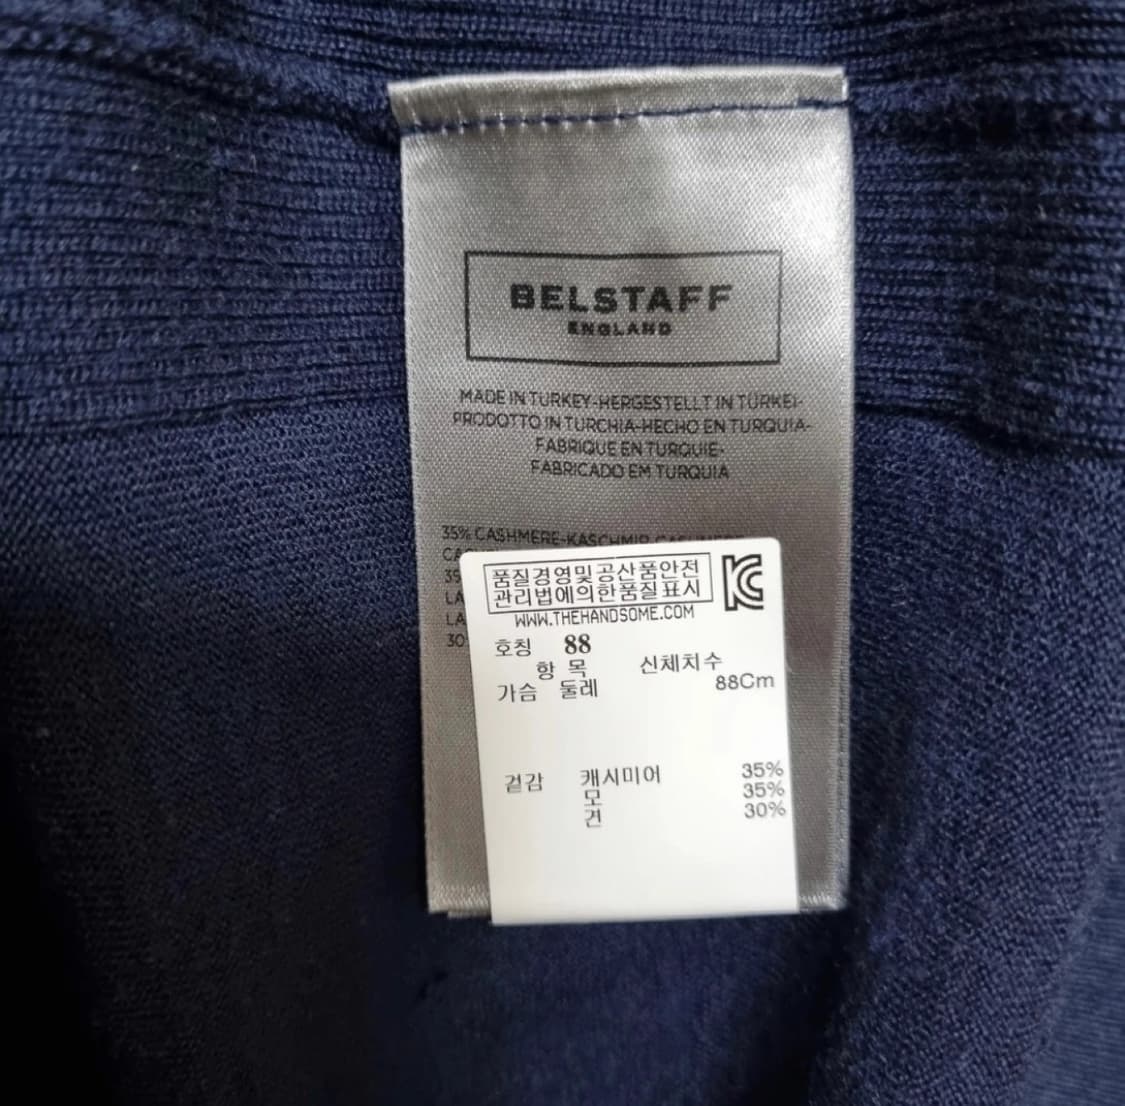 BELSTAFF
ENGLAND
MADE IN TURKEY-HERGESTELLT IN TÜRKEI-
PRODOTTO IN TURCHIA-HECHO EN TURQUIA-
FABRIQUE EN TURQUIE-
FABRICADO EM TURQUIA
35% CASHMERE-KASCHMIR
품질경영및공산품안전
관리법에의한품질표시
WWW.THEHANDSOME.COM
호칭 88
항 목 신체치수
가슴 둘레 88Cm
겉감 캐시미어 35%
모 35%
견 30%